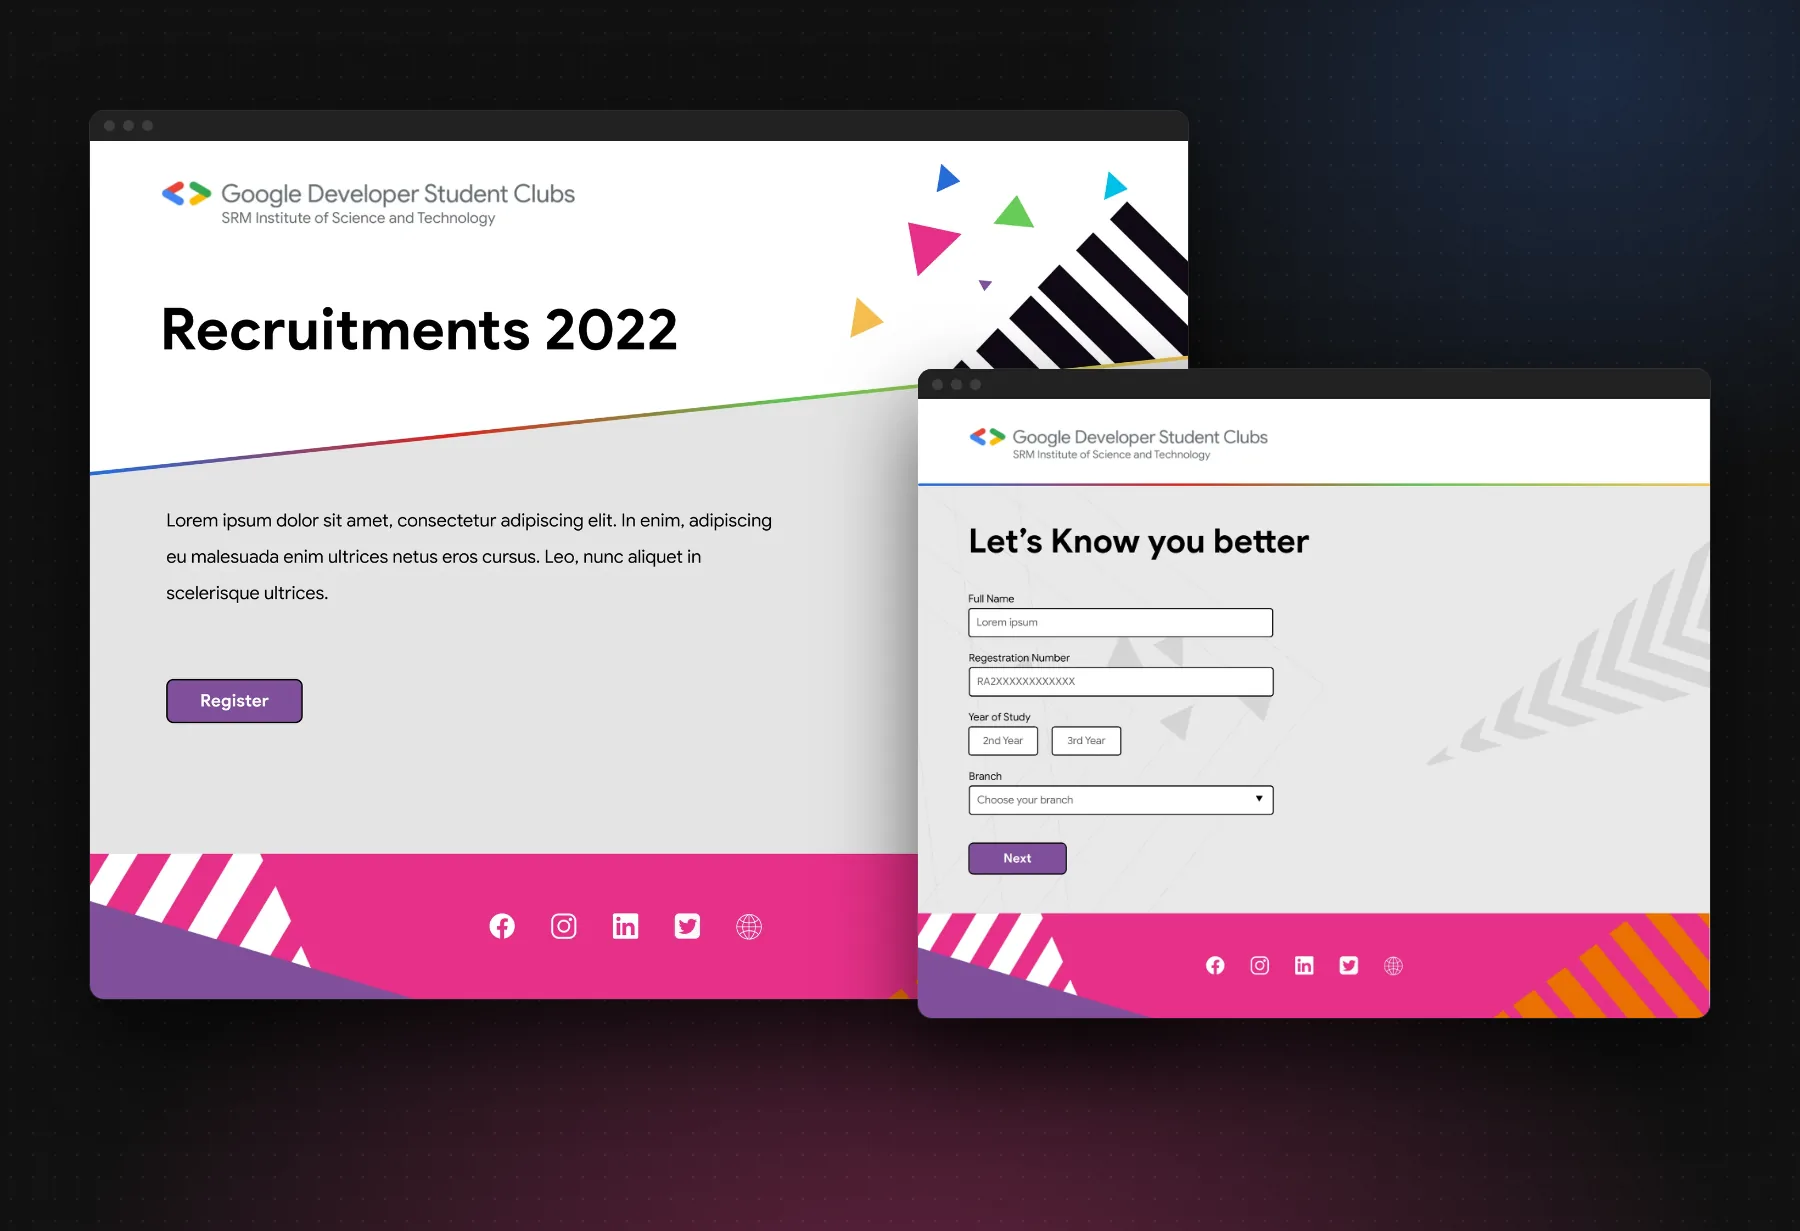 Google Developer Student Clubs
SRM Institute of Science and Technology
Recruitments 2022
Lorem ipsum dolor sit amet, consectetur adipiscing elit. In enim, adipiscing
eu malesuada enim ultrices netus eros cursus. Leo, nunc aliquet in
scelerisque ultrices.
Register
Google Developer Student Clubs
SRM Institute of Science and Technology
Let's Know you better
Full Name
Lorem ipsum
Regestration Number
RA2XXXXXXXXXXXX
Year of Study
2nd Year 3rd Year
Branch
Choose your branch
Next